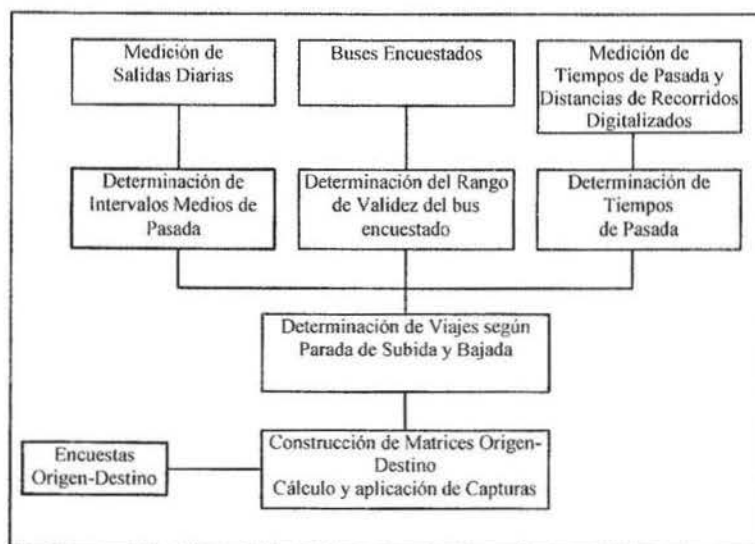 Medición de
Salidas Diarias
Buses Encuestados
Medición de
Tiempos de Pasada y
Distancias de Recorridos
Digitalizados
Determinación de
Intervalos Medios de
Pasada
Determinación del Rango
de Validez del bus
encuestado
Determinación de
Tiempos
de Pasada
Determinación de Viajes según
Parada de Subida y Bajada
Encuestas
Origen-Destino
Construcción de Matrices Origen-
Destino
Cálculo y aplicación de Capturas